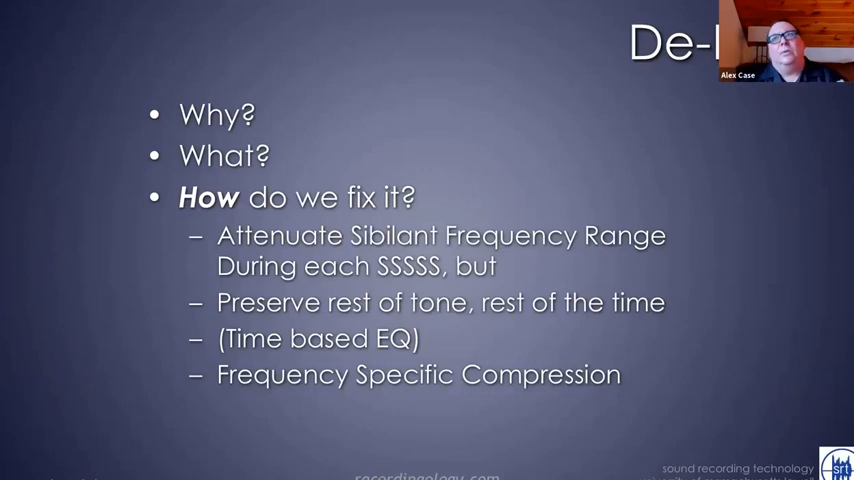 De-
Alex Case
• Why?
• What?
• How do we fix it?
– Attenuate Sibilant Frequency Range
During each SSSSS, but
– Preserve rest of tone, rest of the time
– (Time based EQ)
– Frequency Specific Compression
recordingology.com
sound recording technology
srt